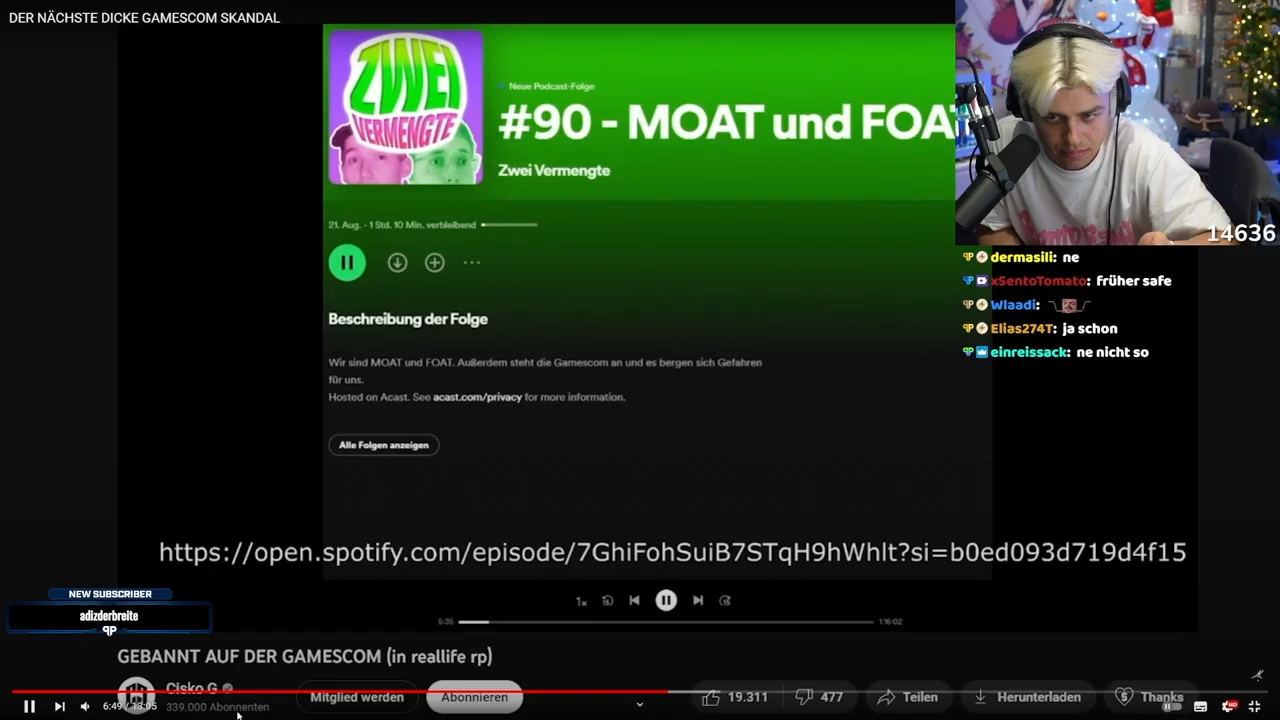 DER NÄCHSTE DICKE GAMESCOM SKANDAL
ZWEI
VERMENGTE
Neue Podcast-Folge
#90 - MOAT und FOAT
Zwei Vermengte
21. Aug. - 1 Std. 10 Min. verbleibend
Beschreibung der Folge
Wir sind MOAT und FOAT. Außerdem steht die Gamescom an und es bergen sich Gefahren
für uns.
Hosted on Acast. See acast.com/privacy for more information.
Alle Folgen anzeigen
14636
dermasili: ne
xSentoTomato: früher safe
Wlaadi:
Elias274T: ja schon
einreissack: ne nicht so
https://open.spotify.com/episode/7GhiFohSuiB7STqH9hWhlt?si=b0ed093d719d4f15
1x
5:25
1:16:02
NEW SUBSCRIBER
adizderbreite
GEBANNT AUF DER GAMESCOM (in reallife rp)
Cisko G
339.000 Abonnenten
Mitglied werden
Abonnieren
19.311
477
Teilen
Herunterladen
Thanks
6:49 / 13:05
HD